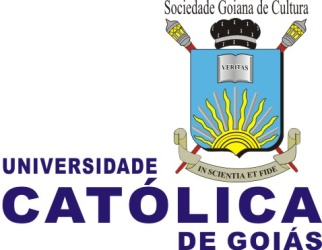 Sociedade Goiana de Cultura
VERITAS
IN SCIENTIA ET FIDE
UNIVERSIDADE
CATÓLICA
DE GOIÁS